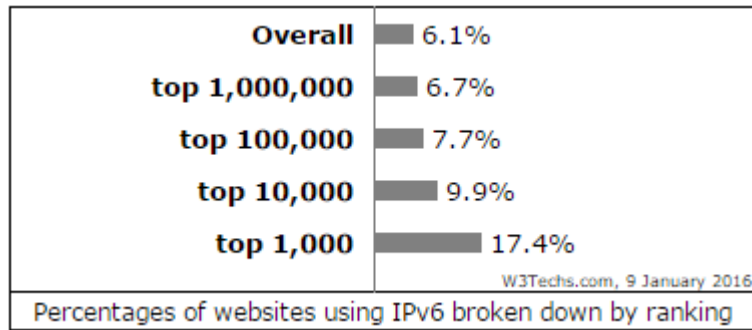 Overall 6.1%
top 1,000,000 6.7%
top 100,000 7.7%
top 10,000 9.9%
top 1,000 17.4%
W3Techs.com, 9 January 2016
Percentages of websites using IPv6 broken down by ranking